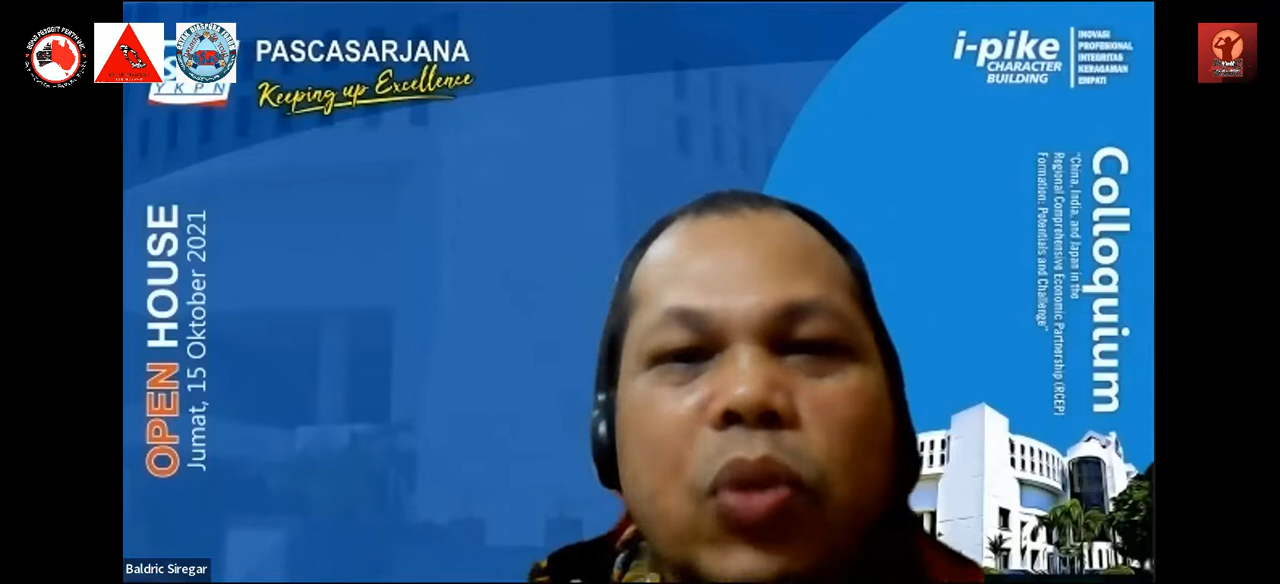 PASCASARJANA
Keeping up Excellence
YKPN
i-pike
CHARACTER
BUILDING
INOVASI
PROFESIONAL
INTEGRITAS
KERAGAMAN
EMPATI
OPEN HOUSE
Jumat, 15 Oktober 2021
Colloquium
"China, India, and Japan in the
Regional Comprehensive Economic Partnership (RCEP)
Formation: Potentials and Challenge"
Baldric Siregar